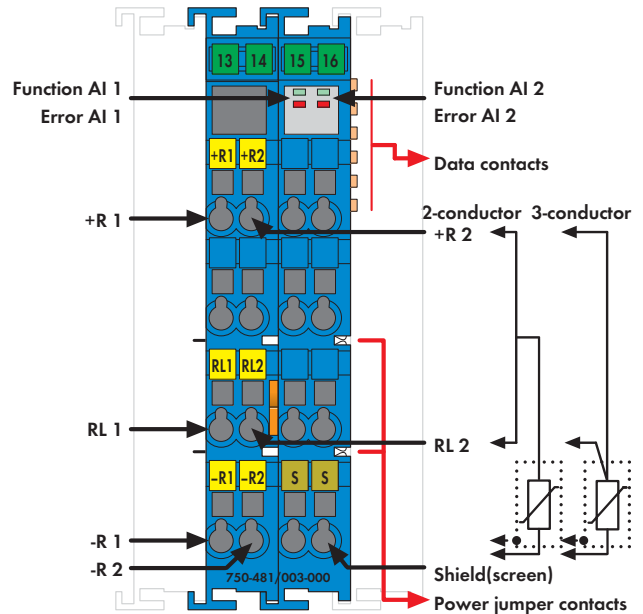 13 14 15 16
Function AI 1
Error AI 1
Function AI 2
Error AI 2
+R1 +R2
Data contacts
+R 1
2-conductor 3-conductor
+R 2
RL1 RL2
RL 1
RL 2
–R1 –R2 S S
-R 1
-R 2
750-481/003-000
Shield(screen)
Power jumper contacts